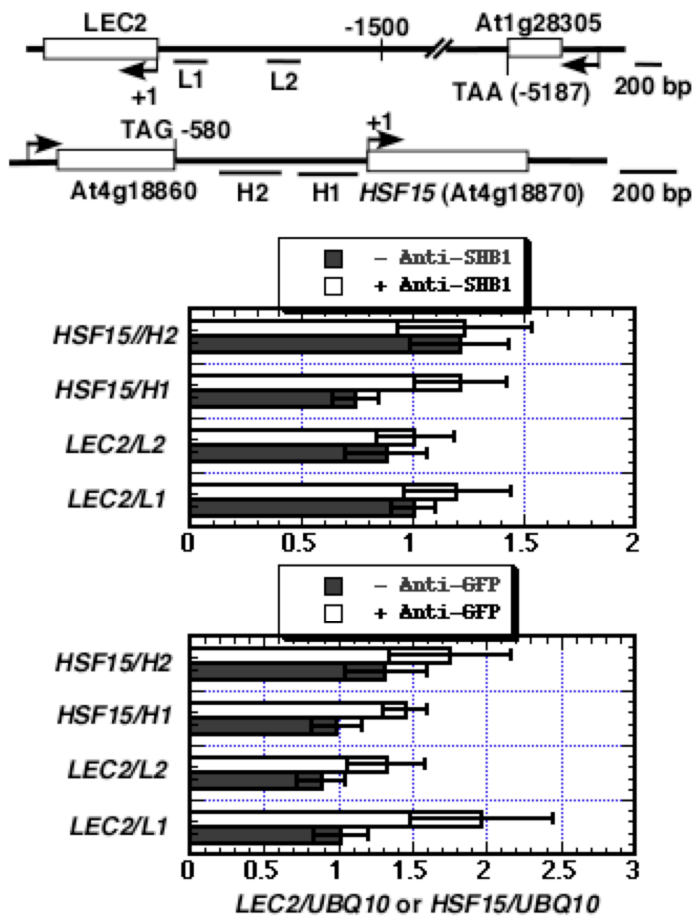 LEC2 -1500 At1g28305
L1 L2
+1 TAA (-5187) 200 bp
TAG -580 +1
At4g18860 H2 H1 HSF15 (At4g18870) 200 bp
– Anti-SHB1
+ Anti-SHB1
HSF15//H2
HSF15/H1
LEC2/L2
LEC2/L1
0 0.5 1 1.5 2
– Anti-GFP
+ Anti-GFP
HSF15/H2
HSF15/H1
LEC2/L2
LEC2/L1
0 0.5 1 1.5 2 2.5 3
LEC2/UBQ10 or HSF15/UBQ10